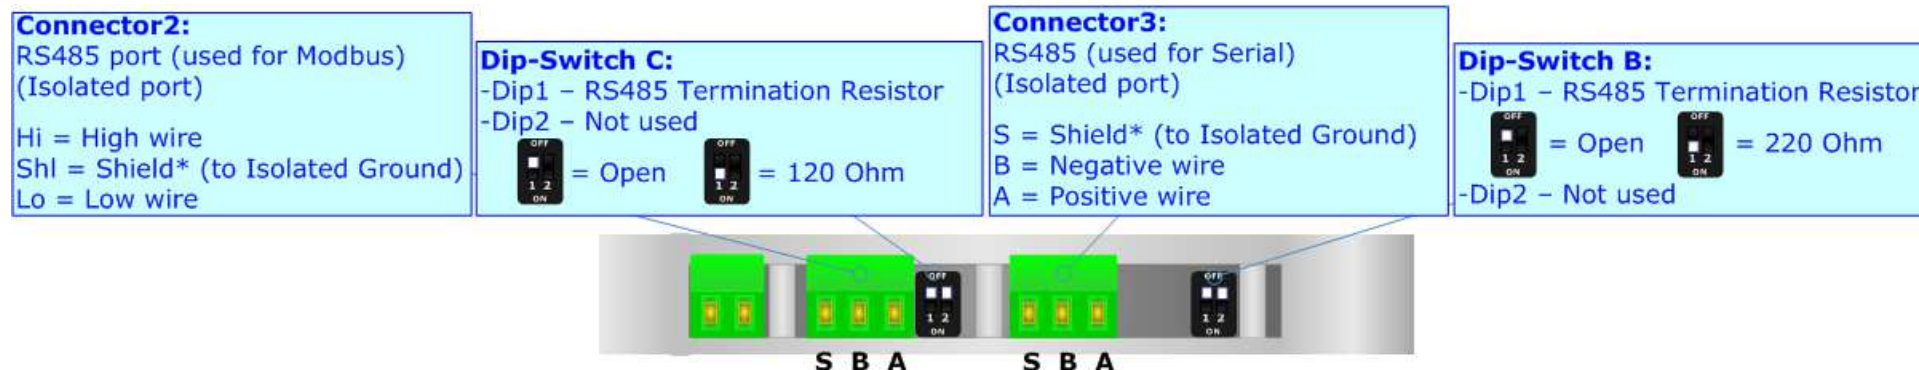 Connector2:
RS485 port (used for Modbus)
(Isolated port)
Hi = High wire
Shl = Shield* (to Isolated Ground)
Lo = Low wire
Dip-Switch C:
-Dip1 – RS485 Termination Resistor
-Dip2 – Not used
OFF
1 2
ON
= Open
OFF
1 2
ON
= 120 Ohm
Connector3:
RS485 (used for Serial)
(Isolated port)
S = Shield* (to Isolated Ground)
B = Negative wire
A = Positive wire
Dip-Switch B:
-Dip1 – RS485 Termination Resistor
OFF
1 2
ON
= Open
OFF
1 2
ON
= 220 Ohm
-Dip2 – Not used
OFF
1 2
ON
OFF
1 2
ON
S B A
S B A